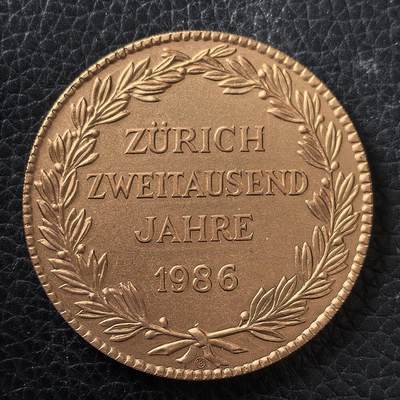 ZÜRICH
ZWEITAUSEND
JAHRE
1986